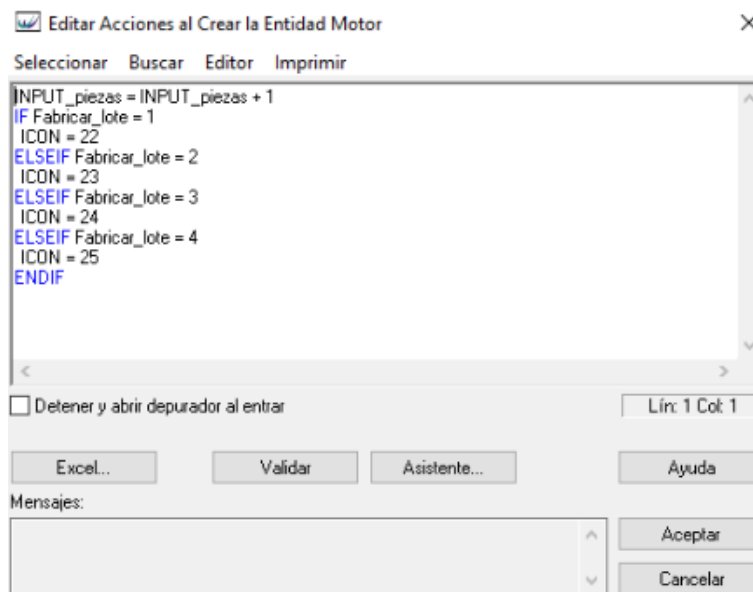 Editar Acciones al Crear la Entidad Motor
Seleccionar Buscar Editor Imprimir
INPUT_piezas = INPUT_piezas + 1
IF Fabricar_lote = 1
ICON = 22
ELSEIF Fabricar_lote = 2
ICON = 23
ELSEIF Fabricar_lote = 3
ICON = 24
ELSEIF Fabricar_lote = 4
ICON = 25
ENDIF
Detener y abrir depurador al entrar
Lín: 1 Col: 1
Excel... Validar Asistente... Ayuda
Mensajes:
Aceptar
Cancelar